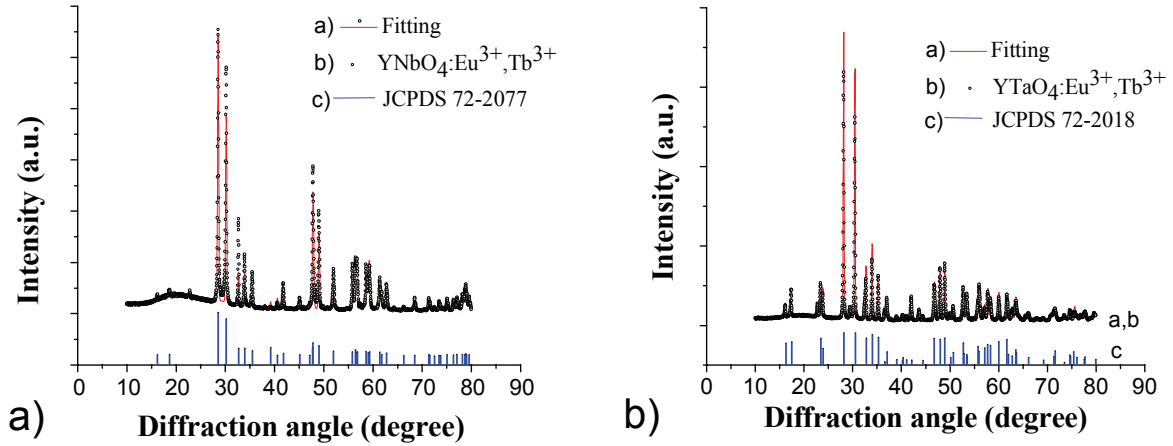 a) Fitting
b) YNbO4:Eu3+,Tb3+
c) JCPDS 72-2077
Intensity (a.u.)
0 10 20 30 40 50 60 70 80 90
Diffraction angle (degree)
a)
a) Fitting
b) YTaO4:Eu3+,Tb3+
c) JCPDS 72-2018
Intensity (a.u.)
a,b
c
0 10 20 30 40 50 60 70 80 90
Diffraction angle (degree)
b)